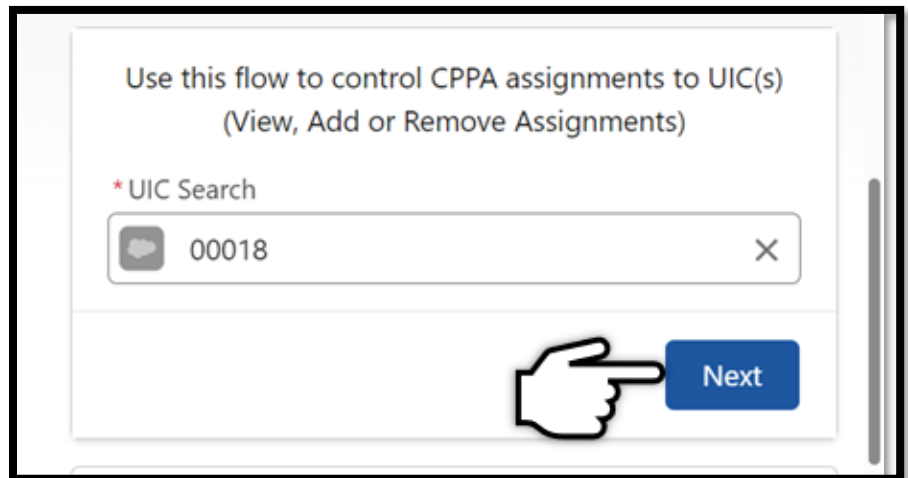 Use this flow to control CPPA assignments to UIC(s)
(View, Add or Remove Assignments)
* UIC Search
00018
Next